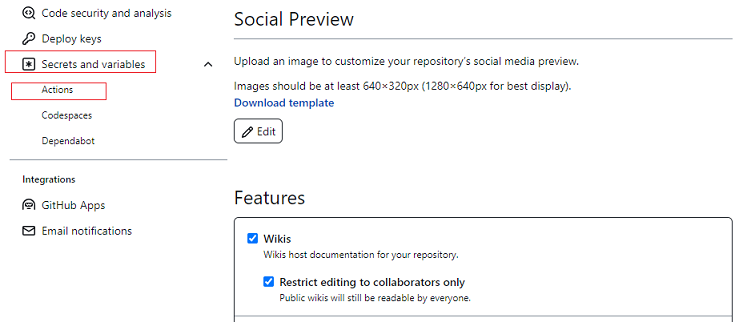 Code security and analysis
Deploy keys
Secrets and variables
Actions
Codespaces
Dependabot
Integrations
GitHub Apps
Email notifications
Social Preview
Upload an image to customize your repository's social media preview.
Images should be at least 640×320px (1280×640px for best display).
Download template
Edit
Features
Wikis
Wikis host documentation for your repository.
Restrict editing to collaborators only
Public wikis will still be readable by everyone.